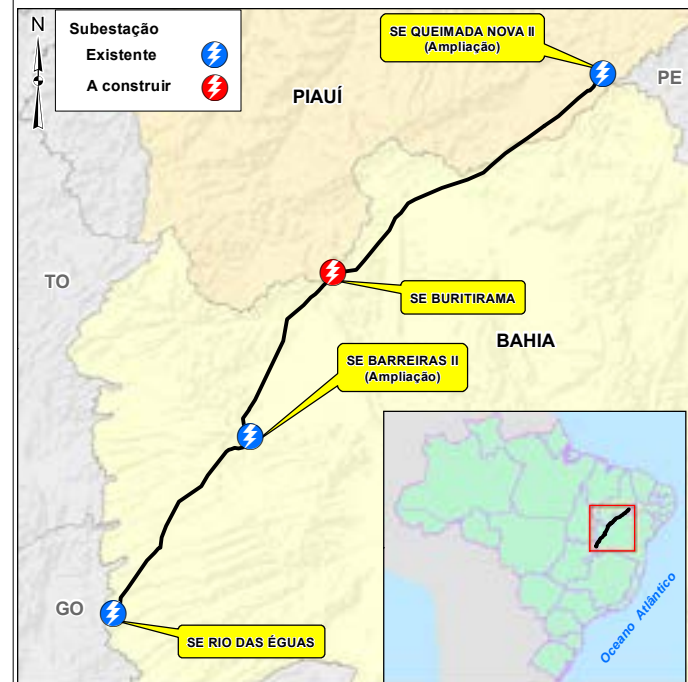 N
Subestação
Existente
A construir
SE QUEIMADA NOVA II
(Ampliação)
PE
PIAUÍ
TO
SE BURITIRAMA
BAHIA
SE BARREIRAS II
(Ampliação)
GO
SE RIO DAS ÉGUAS
Oceano Atlântico